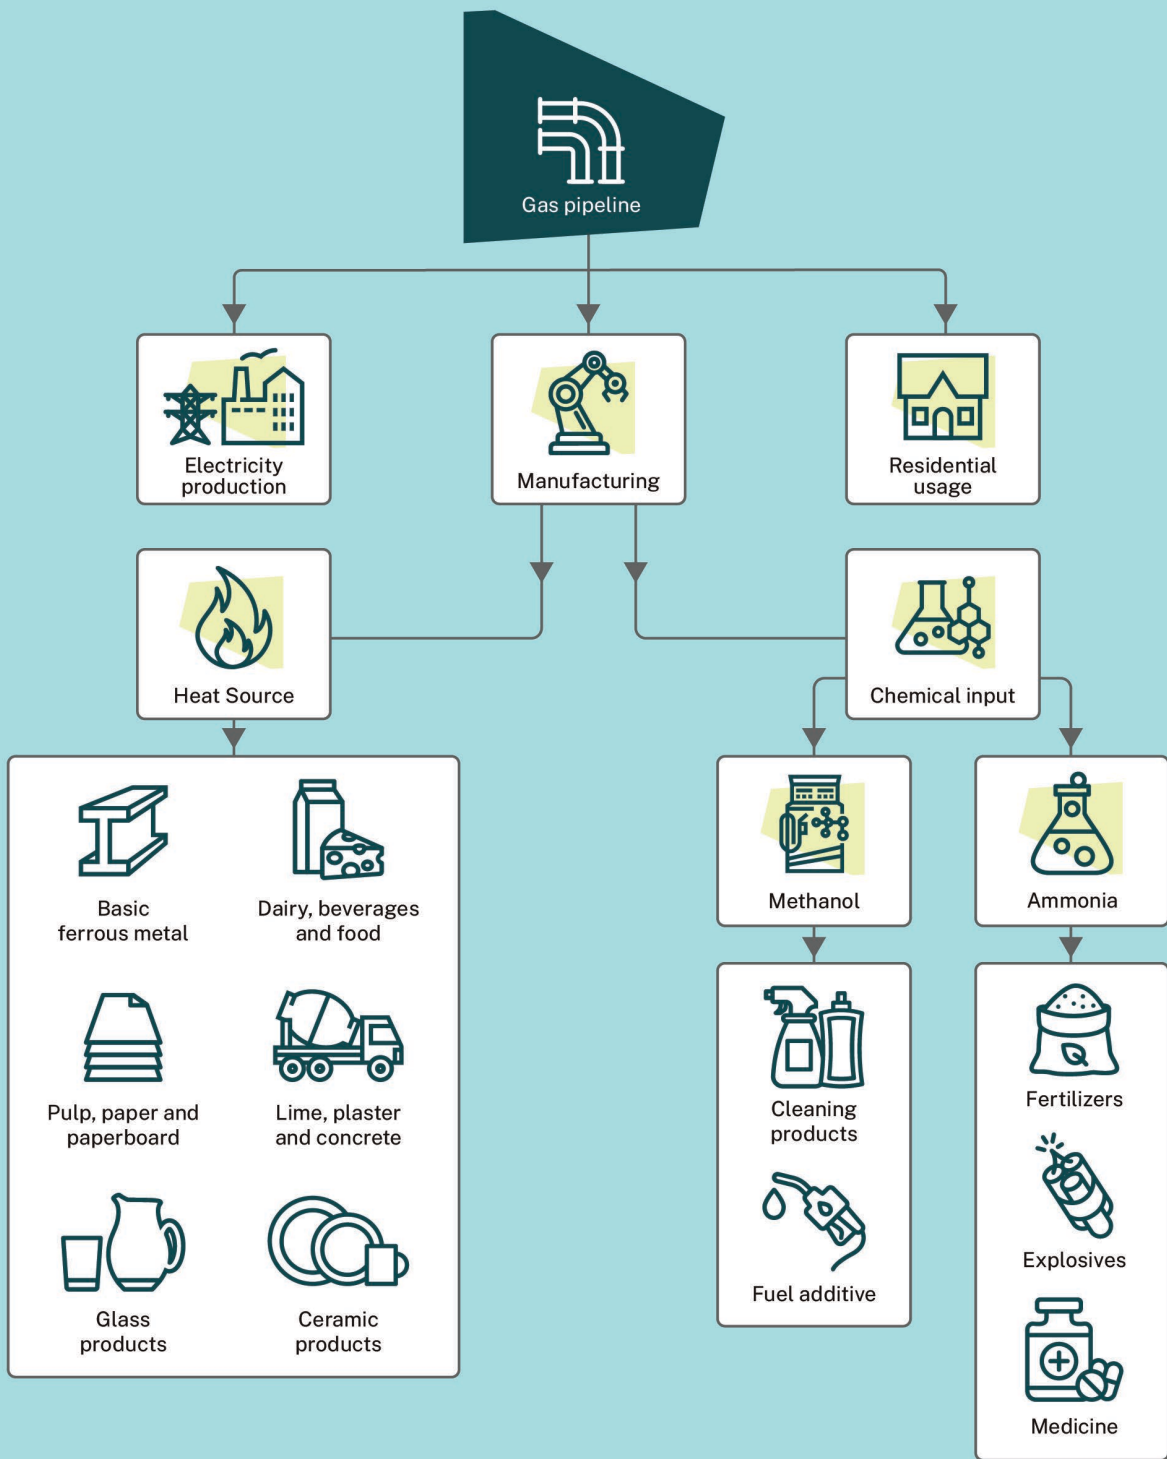 Gas pipeline
Electricity
production
Manufacturing
Residential
usage
Heat Source
Chemical input
Basic
ferrous metal
Dairy, beverages
and food
Pulp, paper and
paperboard
Lime, plaster
and concrete
Glass
products
Ceramic
products
Methanol
Ammonia
Cleaning
products
Fuel additive
Fertilizers
Explosives
Medicine